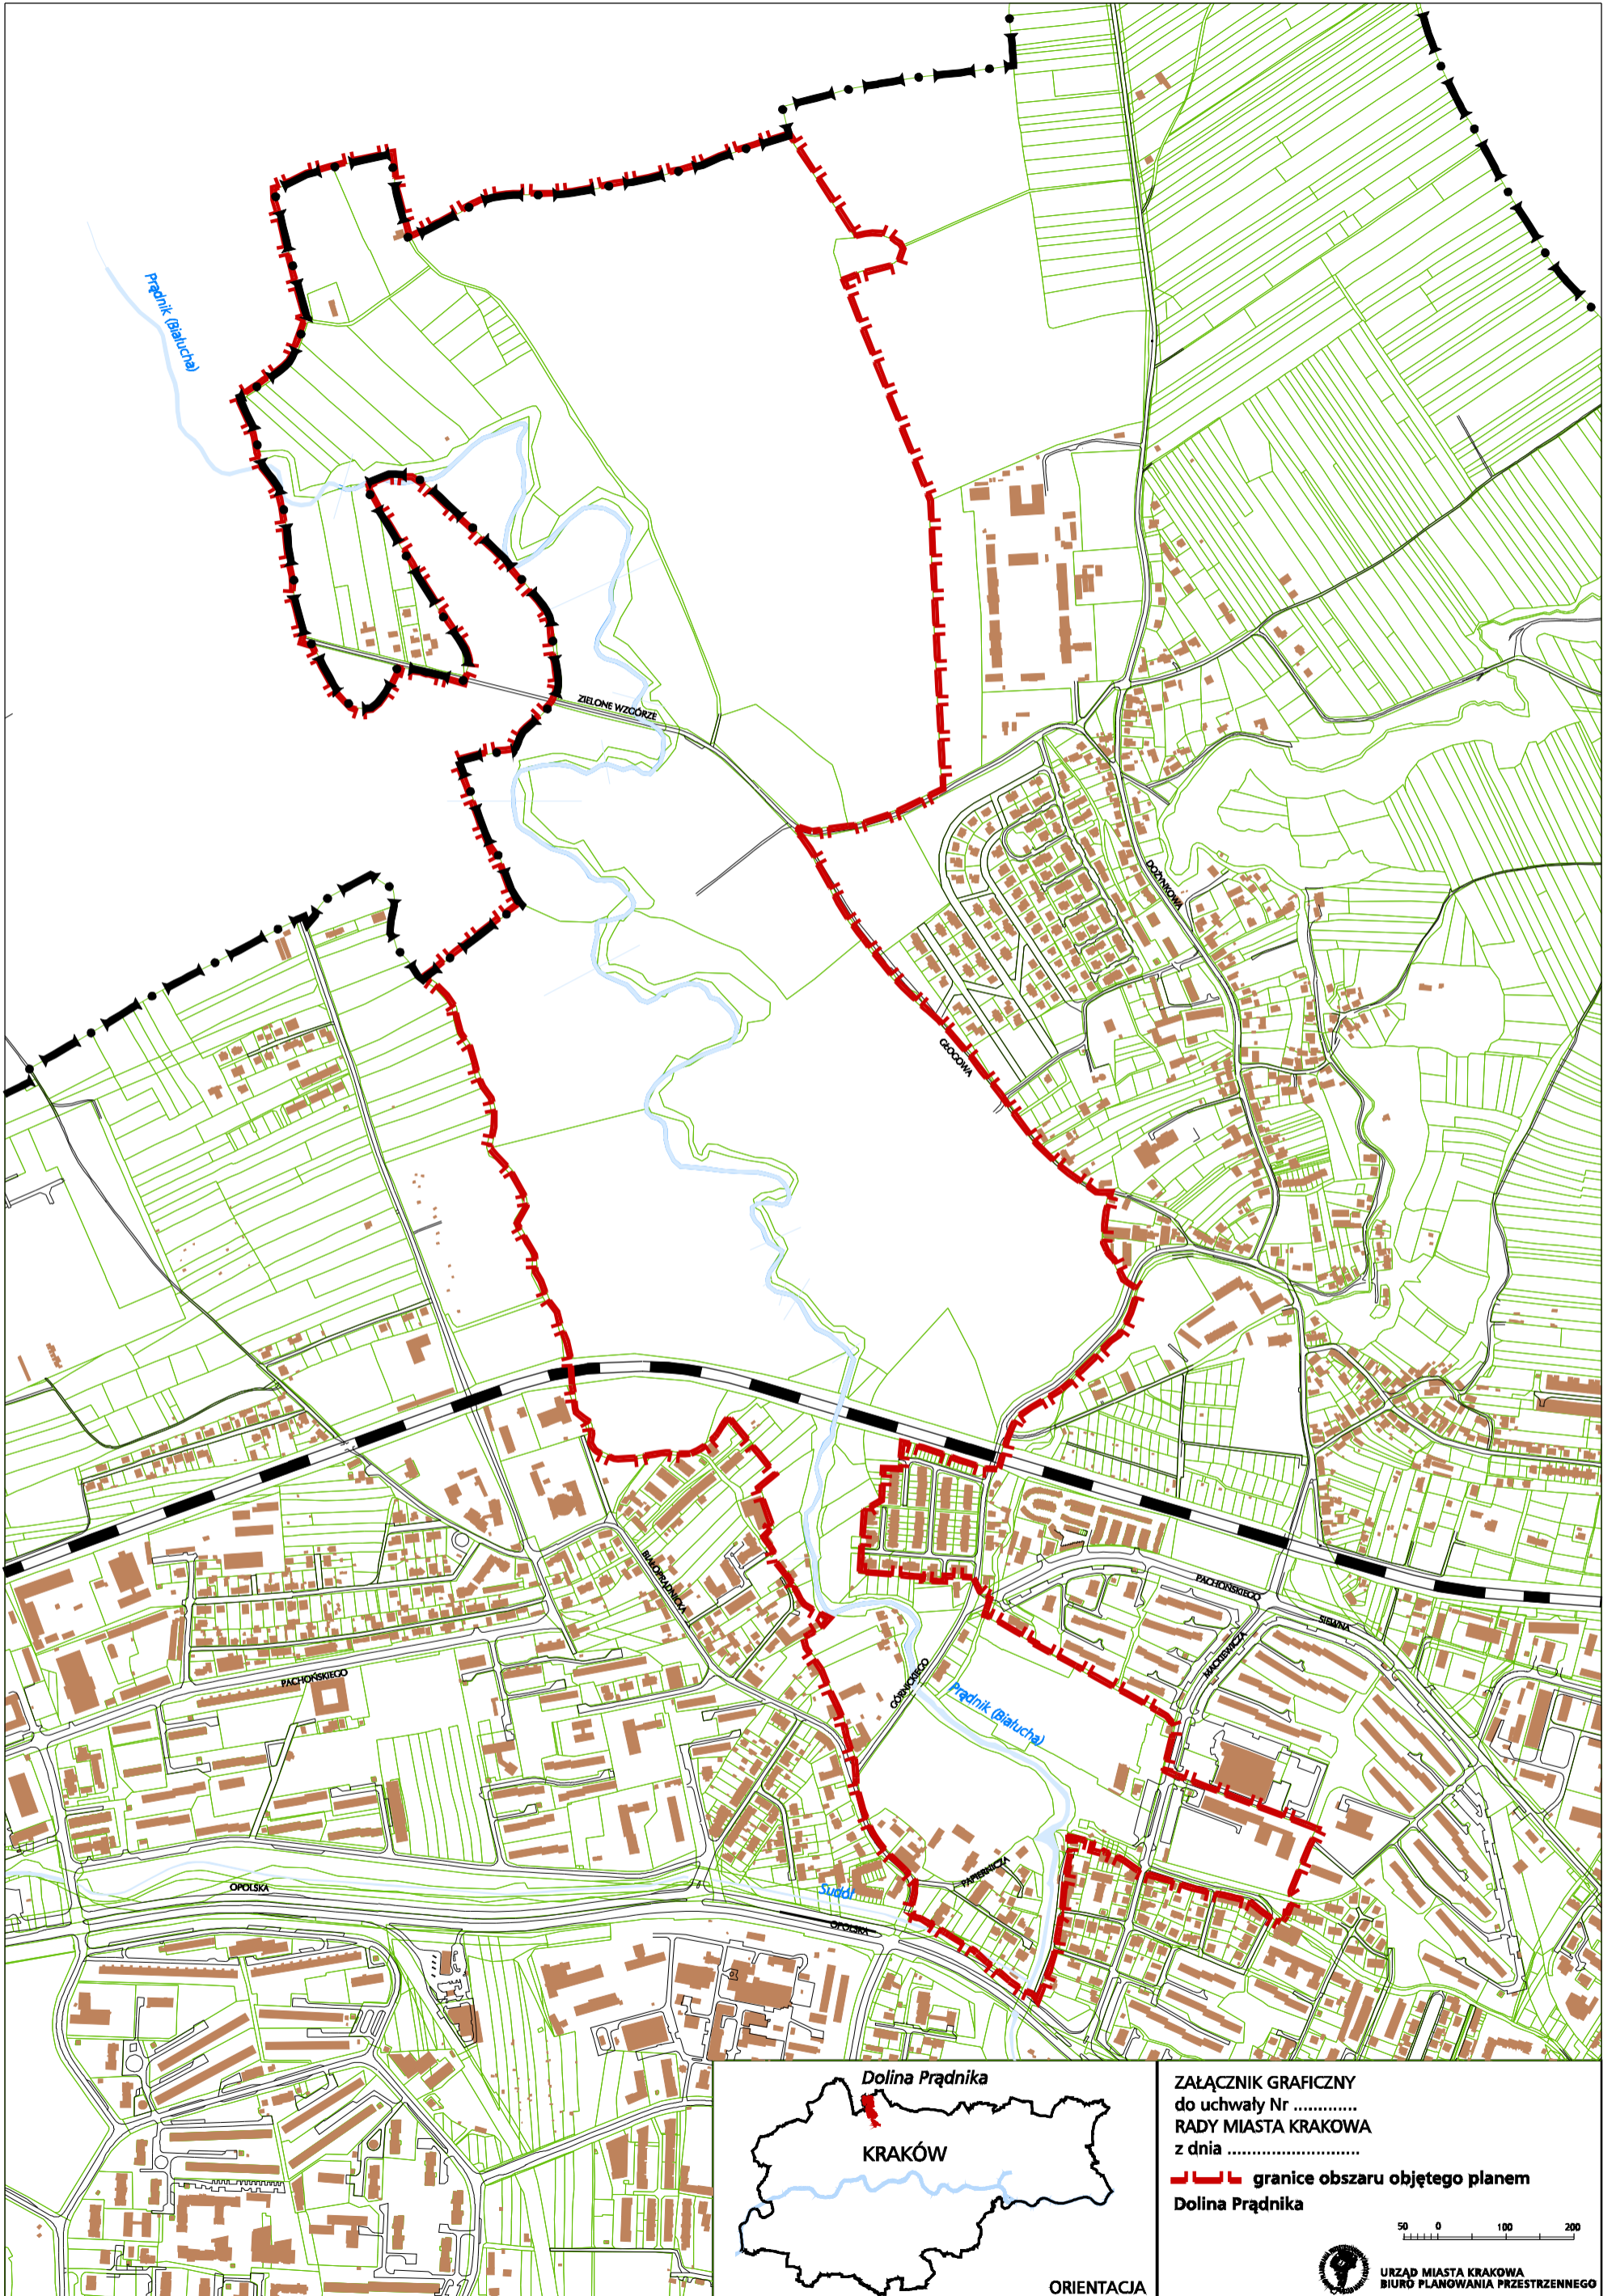 Prądnik (Białucha)
ZIELONE WZGÓRZE
DOŻYNKOWA
GŁOGOWA
BIAŁOPRĄDNICKA
PACHOŃSKIEGO
SIEWNA
MACKIEWICZA
GÓRNICKIEGO
PACHOŃSKIEGO
Prądnik (Białucha)
PAPIERNICZA
Sudół
OPOLSKA
OPOLSKA
Dolina Prądnika
KRAKÓW
ORIENTACJA
ZAŁĄCZNIK GRAFICZNY
do uchwały Nr .............
RADY MIASTA KRAKOWA
z dnia ...........................
granice obszaru objętego planem
Dolina Prądnika
50 0 100 200
URZĄD MIASTA KRAKOWA
BIURO PLANOWANIA PRZESTRZENNEGO